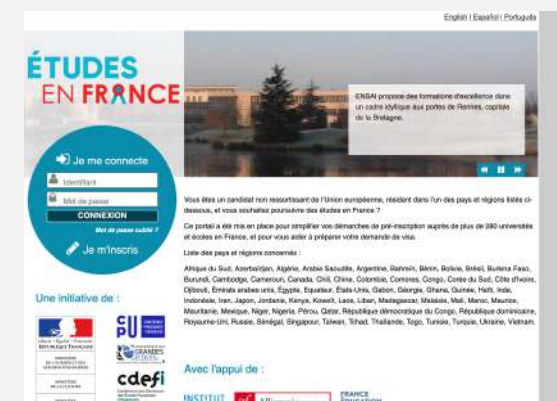 English | Español | Português
ÉTUDES
EN FRANCE
ENSAI propose des formations d'excellence dans
un cadre idyllique aux portes de Rennes, capitale
de la Bretagne.
Je me connecte
Identifiant
Mot de passe
CONNEXION
Mot de passe oublié ?
Je m'inscris
Vous êtes un candidat non ressortissant de l'Union européenne, résidant dans l'un des pays et régions listés ci-
dessous, et vous souhaitez poursuivre des études en France ?
Ce portail a été mis en place pour simplifier vos démarches de pré-inscription auprès de plus de 280 universités
et écoles en France, et pour vous aider à préparer votre demande de visa.
Liste des pays et régions concernés :
Afrique du Sud, Azerbaïdjan, Algérie, Arabie Saoudite, Argentine, Bahreïn, Bénin, Bolivie, Brésil, Burkina Faso,
Burundi, Cambodge, Cameroun, Canada, Chili, Chine, Colombie, Comores, Congo, Corée du Sud, Côte d'Ivoire,
Djibouti, Émirats arabes unis, Égypte, Equateur, États-Unis, Gabon, Géorgie, Ghana, Guinée, Haïti, Inde,
Indonésie, Iran, Japon, Jordanie, Kenya, Koweït, Laos, Liban, Madagascar, Malaisie, Mali, Maroc, Maurice,
Mauritanie, Mexique, Niger, Nigeria, Pérou, Qatar, République démocratique du Congo, République dominicaine,
Royaume-Uni, Russie, Sénégal, Singapour, Taïwan, Tchad, Thaïlande, Togo, Tunisie, Turquie, Ukraine, Vietnam.
Une initiative de :
RÉPUBLIQUE FRANÇAISE
CPU
GRANDES
ÉCOLES
cdefi
Avec l'appui de :
INSTITUT
FRANCE